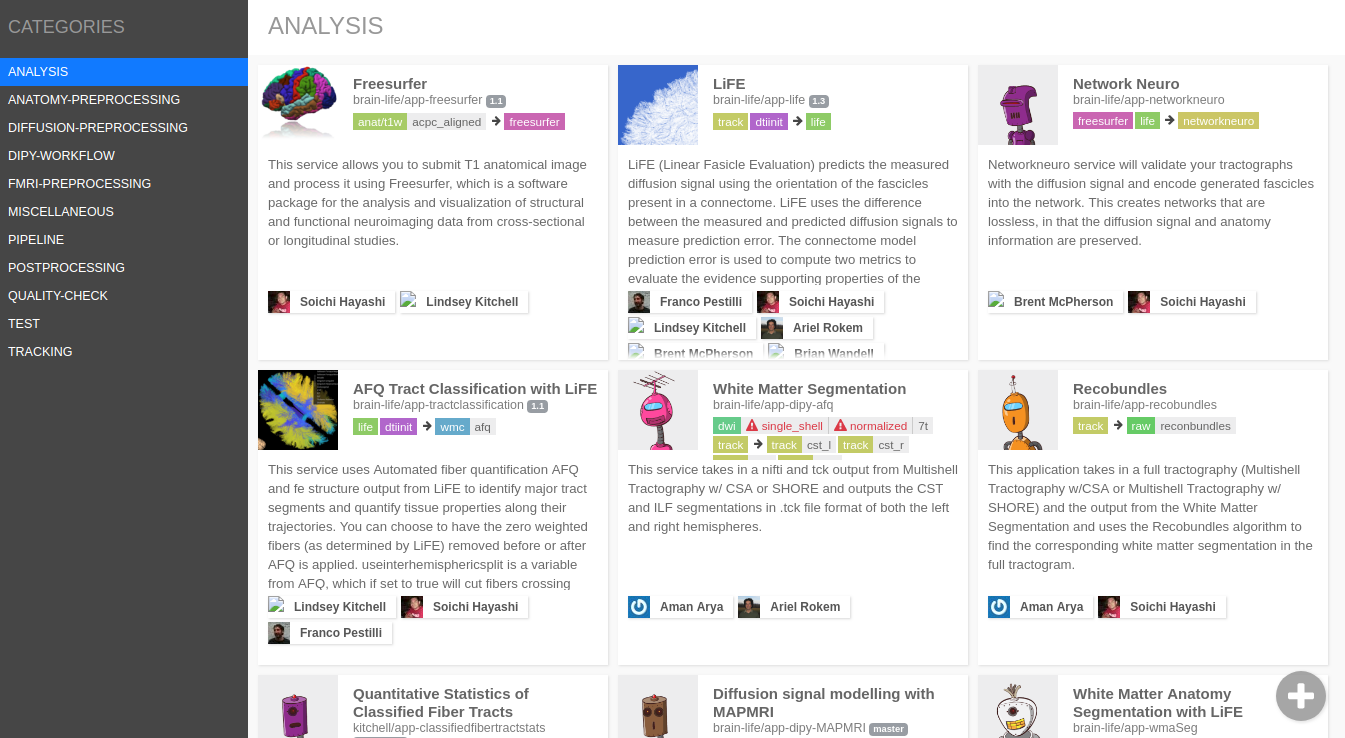 CATEGORIES
ANALYSIS
ANATOMY-PREPROCESSING
DIFFUSION-PREPROCESSING
DIPY-WORKFLOW
FMRI-PREPROCESSING
MISCELLANEOUS
PIPELINE
POSTPROCESSING
QUALITY-CHECK
TEST
TRACKING
ANALYSIS
Freesurfer
brain-life/app-freesurfer 1.1
anat/t1w acpc_aligned → freesurfer
This service allows you to submit T1 anatomical image
and process it using Freesurfer, which is a software
package for the analysis and visualization of structural
and functional neuroimaging data from cross-sectional
or longitudinal studies.
Soichi Hayashi Lindsey Kitchell
LiFE
brain-life/app-life 1.3
track dtiinit → life
LiFE (Linear Fasicle Evaluation) predicts the measured
diffusion signal using the orientation of the fascicles
present in a connectome. LiFE uses the difference
between the measured and predicted diffusion signals to
measure prediction error. The connectome model
prediction error is used to compute two metrics to
evaluate the evidence supporting properties of the
Franco Pestilli Soichi Hayashi
Lindsey Kitchell Ariel Rokem
Brent McPherson Brian Wandell
Network Neuro
brain-life/app-networkneuro
freesurfer life → networkneuro
Networkneuro service will validate your tractographs
with the diffusion signal and encode generated fascicles
into the network. This creates networks that are
lossless, in that the diffusion signal and anatomy
information are preserved.
Brent McPherson Soichi Hayashi
AFQ Tract Classification with LiFE
brain-life/app-tractclassification 1.1
life dtiinit → wmc afq
This service uses Automated fiber quantification AFQ
and fe structure output from LiFE to identify major tract
segments and quantify tissue properties along their
trajectories. You can choose to have the zero weighted
fibers (as determined by LiFE) removed before or after
AFQ is applied. useinterhemisphericsplit is a variable
from AFQ, which if set to true will cut fibers crossing
Lindsey Kitchell Soichi Hayashi
Franco Pestilli
White Matter Segmentation
brain-life/app-dipy-afq
dwi single_shell normalized 7t
track → track cst_l track cst_r
This service takes in a nifti and tck output from Multishell
Tractography w/ CSA or SHORE and outputs the CST
and ILF segmentations in .tck file format of both the left
and right hemispheres.
Aman Arya Ariel Rokem
Recobundles
brain-life/app-recobundles
track → raw reconbundles
This application takes in a full tractography (Multishell
Tractography w/CSA or Multishell Tractography w/
SHORE) and the output from the White Matter
Segmentation and uses the Recobundles algorithm to
find the corresponding white matter segmentation in the
full tractogram.
Aman Arya Soichi Hayashi
Quantitative Statistics of
Classified Fiber Tracts
kitchell/app-classifiedfibertractstats
Diffusion signal modelling with
MAPMRI
brain-life/app-dipy-MAPMRI master
White Matter Anatomy
Segmentation with LiFE
brain-life/app-wmaSeg